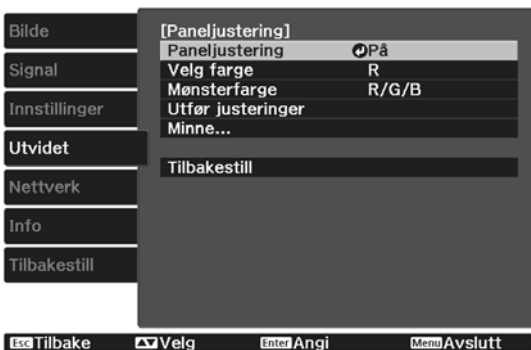 Bilde
Signal
Innstillinger
Utvidet
Nettverk
Info
Tilbakestill
[Paneljustering]
Paneljustering På
Velg farge R
Mønsterfarge R/G/B
Utfør justeringer
Minne...
Tilbakestill
Esc Tilbake Velg Enter Angi Menu Avslutt